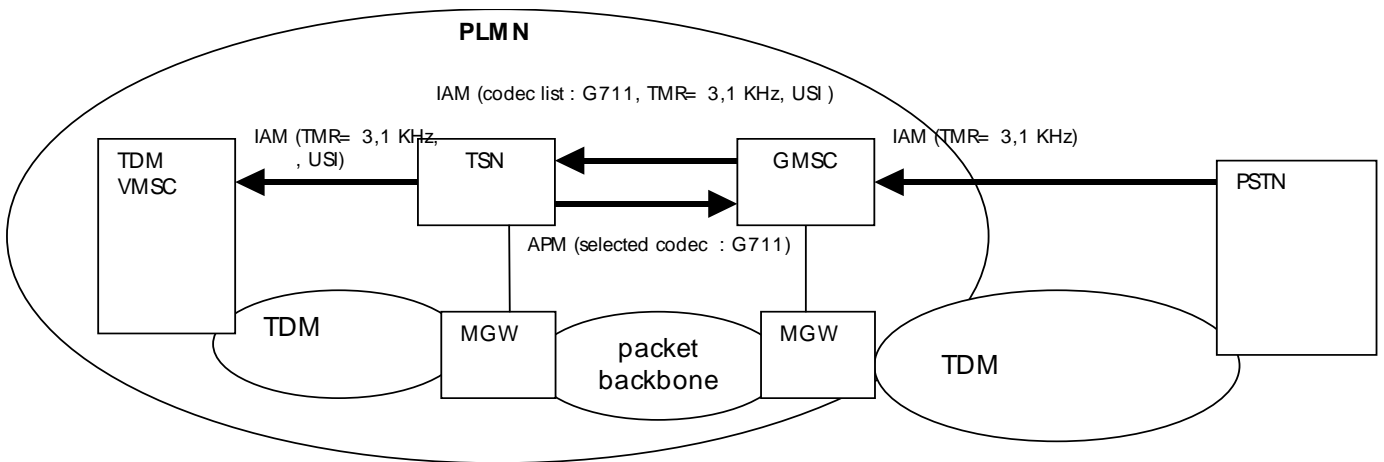 PLMN
IAM (codec list : G711, TMR= 3,1 KHz, USI )
IAM (TMR= 3,1 KHz,
, USI)
IAM (TMR= 3,1 KHz)
TDM
VMSC
TSN
GMSC
PSTN
APM (selected codec : G711)
TDM
MGW
packet
backbone
MGW
TDM